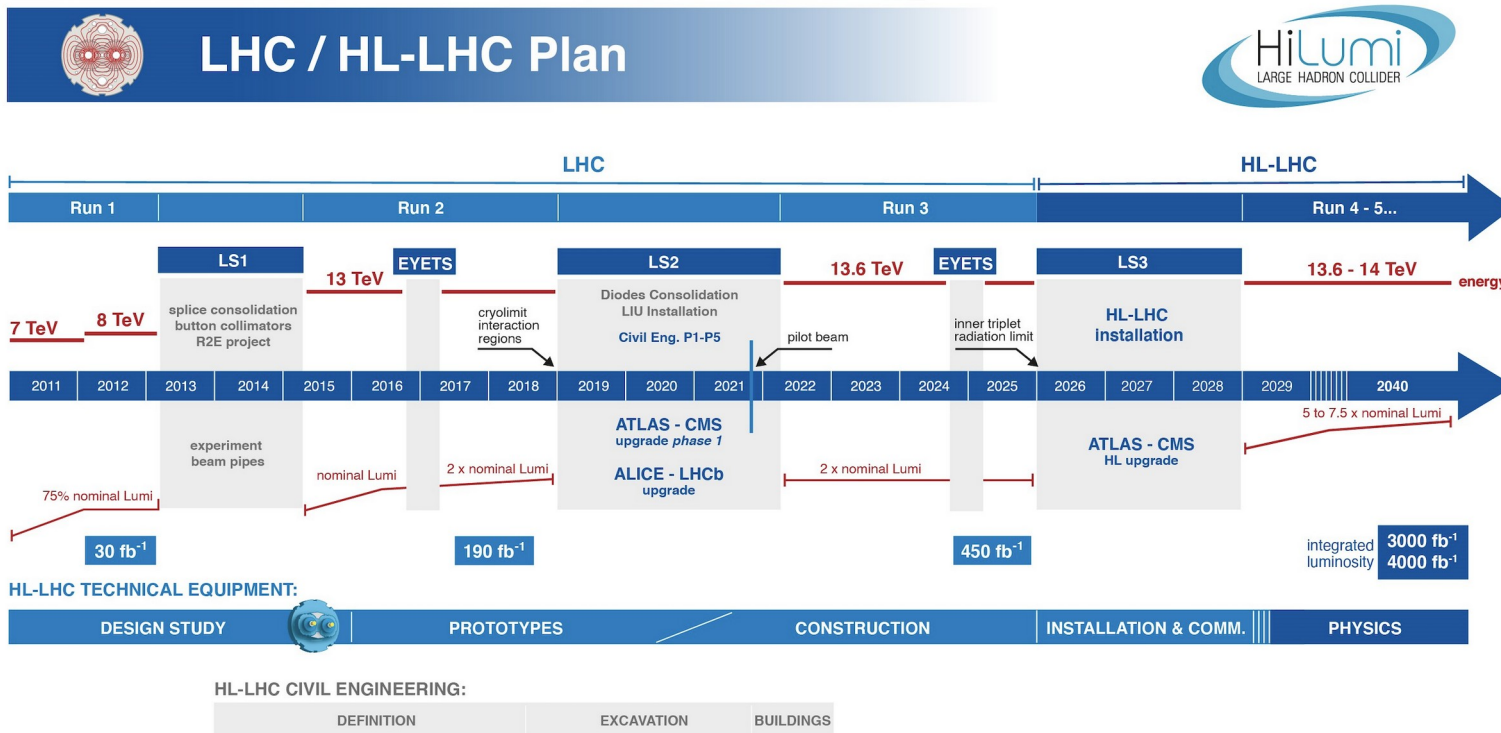 LHC / HL-LHC Plan
HiLumi
LARGE HADRON COLLIDER
LHC
HL-LHC
Run 1
Run 2
Run 3
Run 4 - 5...
LS1
EYETS
LS2
EYETS
LS3
7 TeV
8 TeV
13 TeV
13.6 TeV
13.6 - 14 TeV
energy
splice consolidation
button collimators
R2E project
cryolimit
interaction
regions
Diodes Consolidation
LIU Installation
Civil Eng. P1-P5
pilot beam
inner triplet
radiation limit
HL-LHC
installation
2011 2012 2013 2014 2015 2016 2017 2018 2019 2020 2021 2022 2023 2024 2025 2026 2027 2028 2029 2040
experiment
beam pipes
ATLAS - CMS
upgrade phase 1
ALICE - LHCb
upgrade
ATLAS - CMS
HL upgrade
75% nominal Lumi
nominal Lumi
2 x nominal Lumi
2 x nominal Lumi
5 to 7.5 x nominal Lumi
30 fb⁻¹
190 fb⁻¹
450 fb⁻¹
integrated
luminosity
3000 fb⁻¹
4000 fb⁻¹
HL-LHC TECHNICAL EQUIPMENT:
DESIGN STUDY
PROTOTYPES
CONSTRUCTION
INSTALLATION & COMM.
PHYSICS
HL-LHC CIVIL ENGINEERING:
DEFINITION
EXCAVATION
BUILDINGS